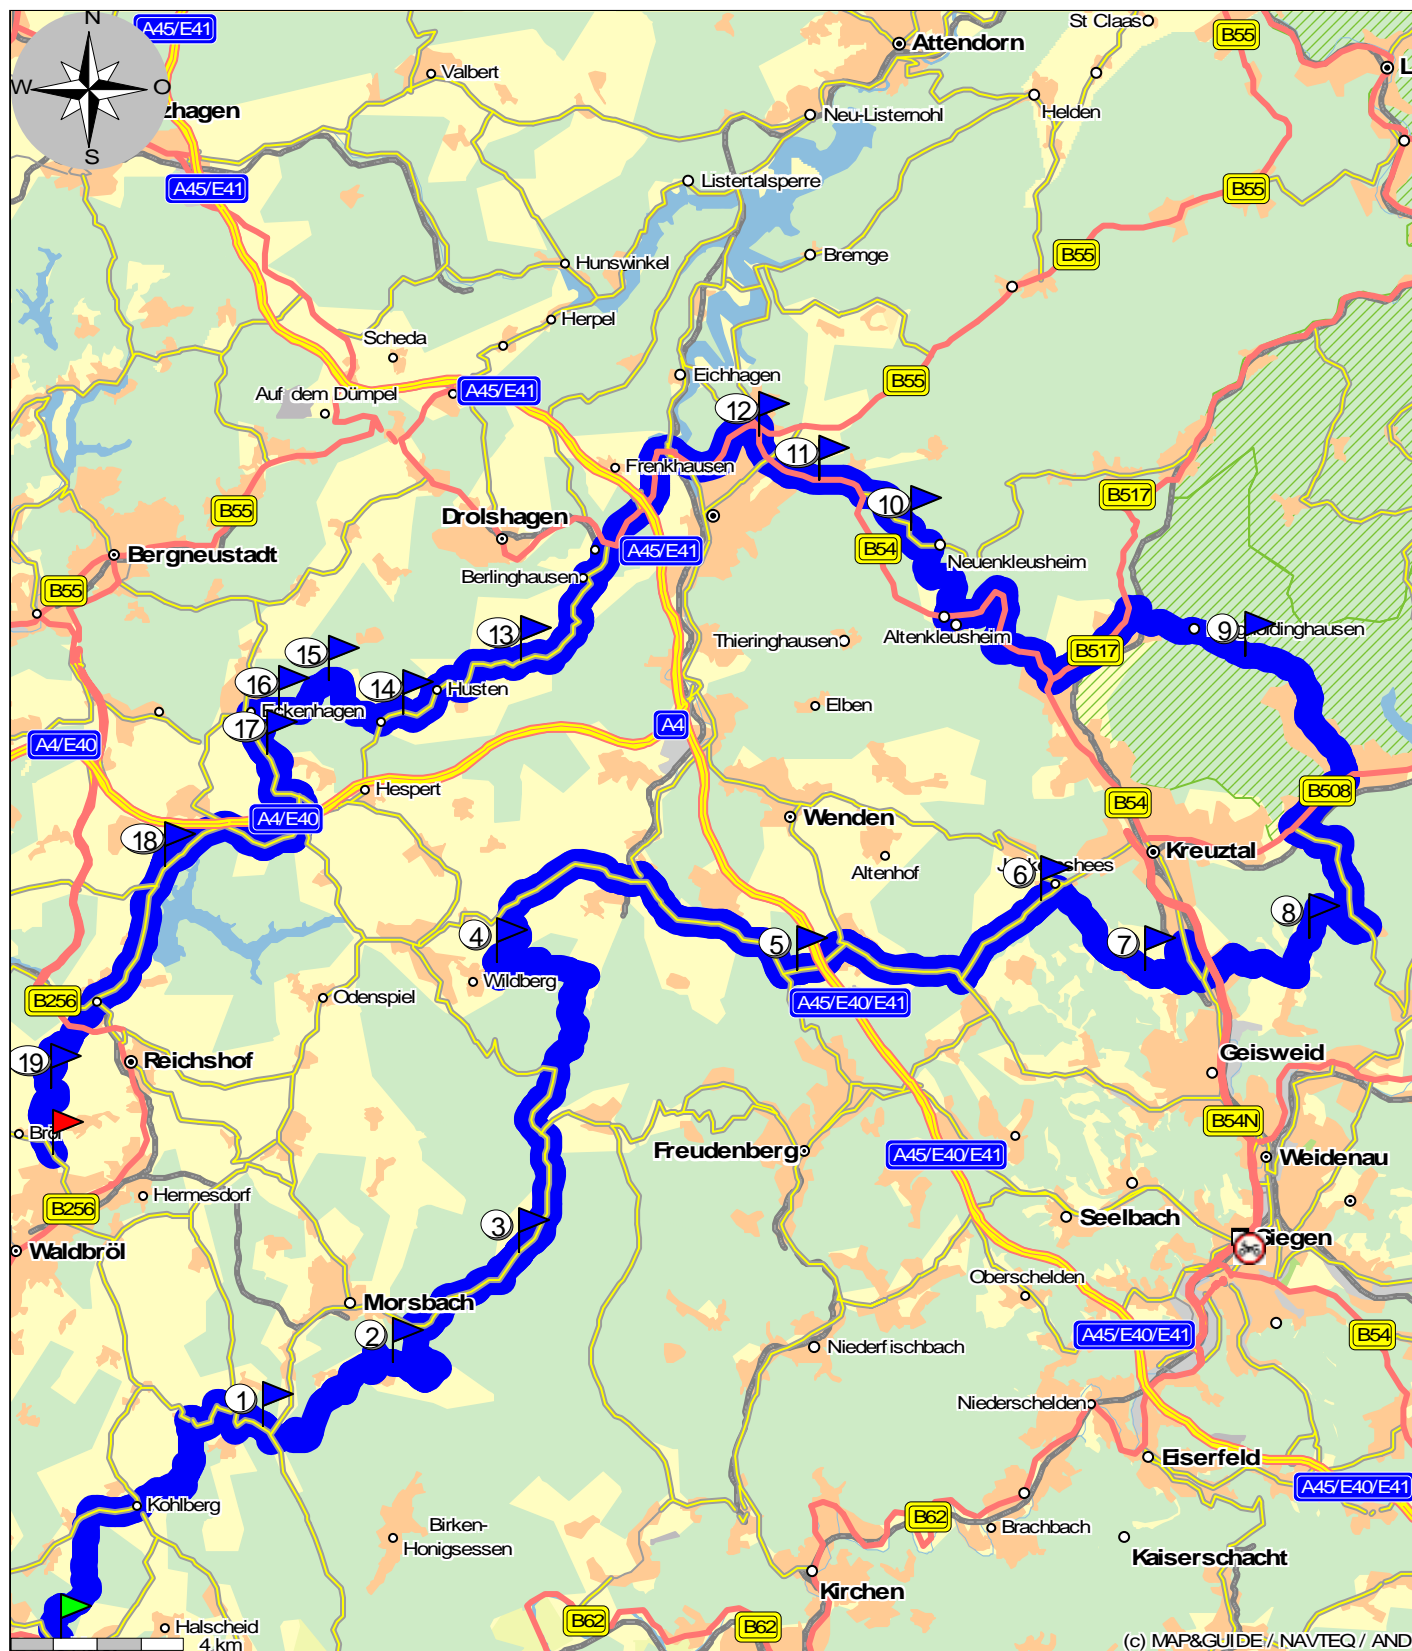 N
A45/E41
St Claas
B55
Attendorn
L
Valbert
W
O
zhagen
Neu-Listernohl
Helden
S
A45/E41
Listertalsperre
B55
Bremge
B55
Hunswinkel
Herpel
Scheda
Eichhagen
B55
A45/E41
Auf dem Dümpel
12
11
Frenkhausen
B517
10
B55
Drolshagen
A45/E41
B54
Neuenkleusheim
Bergneustadt
Berlinghausen
B55
13
Thieringhausen
Altenkleusheim
9
B517
15
16
14
Husten
Eckenhagen
Elben
17
A4
A4/E40
Hespert
B508
B54
A4/E40
Wenden
18
Kreuztal
Altenhof
6
8
4
5
7
Wildberg
Odenspiel
B256
A45/E40/E41
19
Reichshof
Geisweid
Bröl
B54N
Freudenberg
A45/E40/E41
Weidenau
Hermesdorf
B256
Seelbach
3
Waldbröl
Siegen
Oberschelden
Morsbach
2
A45/E40/E41
B54
Niederfischbach
1
Niederschelden
Eiserfeld
A45/E40/E41
Kohlberg
B62
Birken-
Honigsessen
Brachbach
Kaiserschacht
Kirchen
Halscheid
B62
B62
4 km
(c) MAP&GUIDE / NAVTEQ / AND